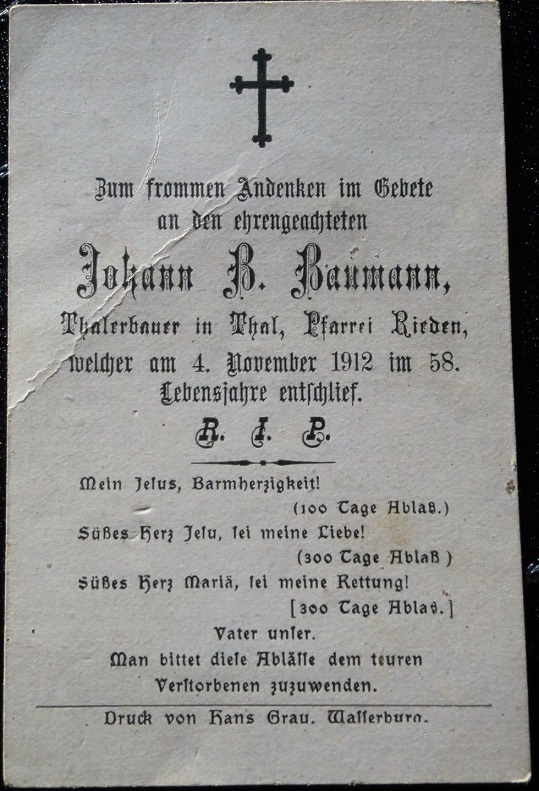 Zum frommen Andenken im Gebete
an den ehrengeachteten
Johann B. Baumann,
Thalerbauer in Thal, Pfarrei Rieden,
welcher am 4. November 1912 im 58.
Lebensjahre entschlief.
R. I. P.
Mein Jesus, Barmherzigkeit!
(100 Tage Ablaß.)
Süßes Herz Jesu, sei meine Liebe!
(300 Tage Ablaß)
Süßes Herz Mariä, sei meine Rettung!
[300 Tage Ablaß.]
Vater unser.
Man bittet diese Ablässe dem teuren
Verstorbenen zuzuwenden.
Druck von Hans Grau. Wasserburg.